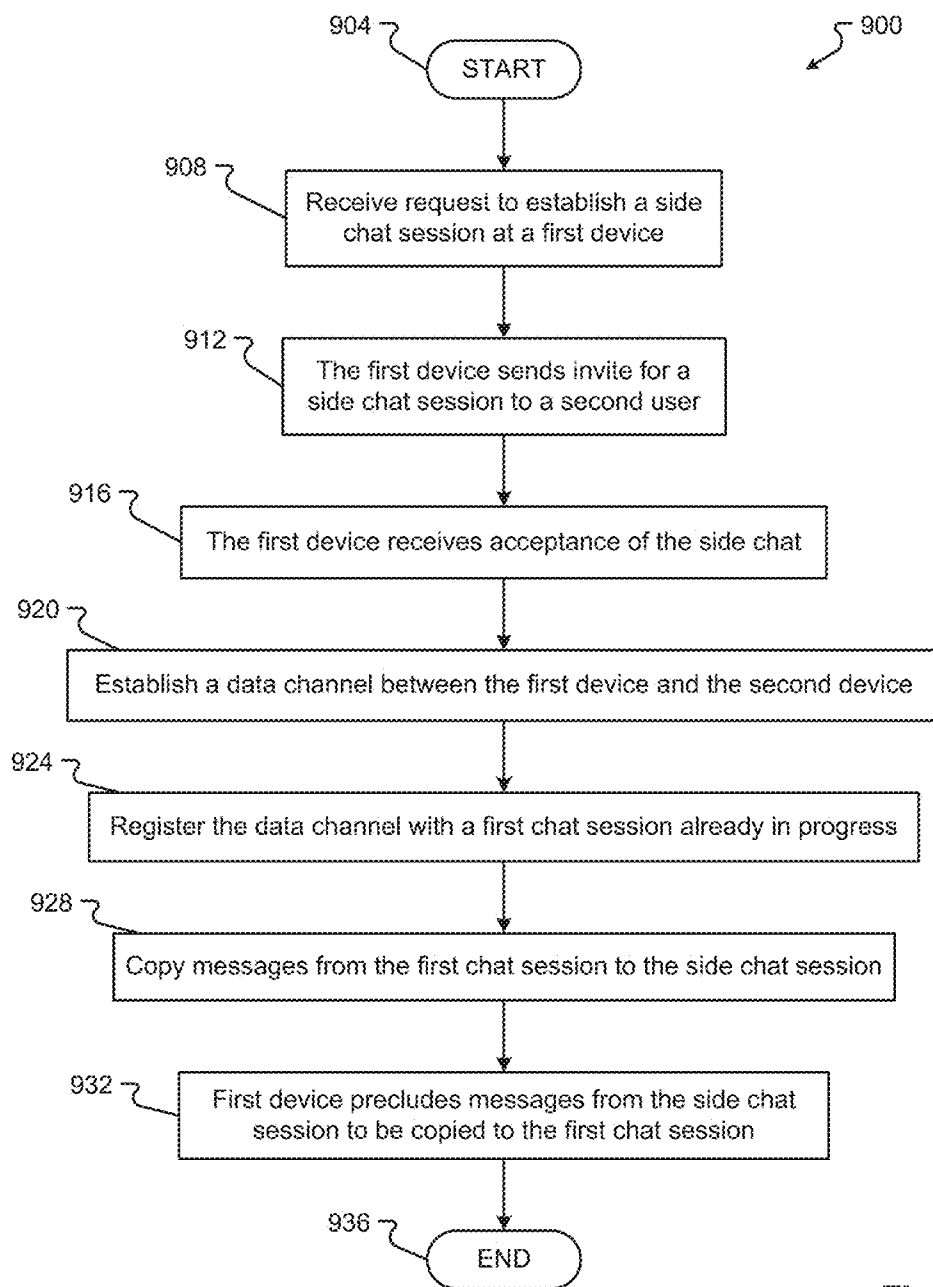 904
START
900
908
Receive request to establish a side
chat session at a first device
912
The first device sends invite for a
side chat session to a second user
916
The first device receives acceptance of the side chat
920
Establish a data channel between the first device and the second device
924
Register the data channel with a first chat session already in progress
928
Copy messages from the first chat session to the side chat session
932
First device precludes messages from the side chat
session to be copied to the first chat session
936
END